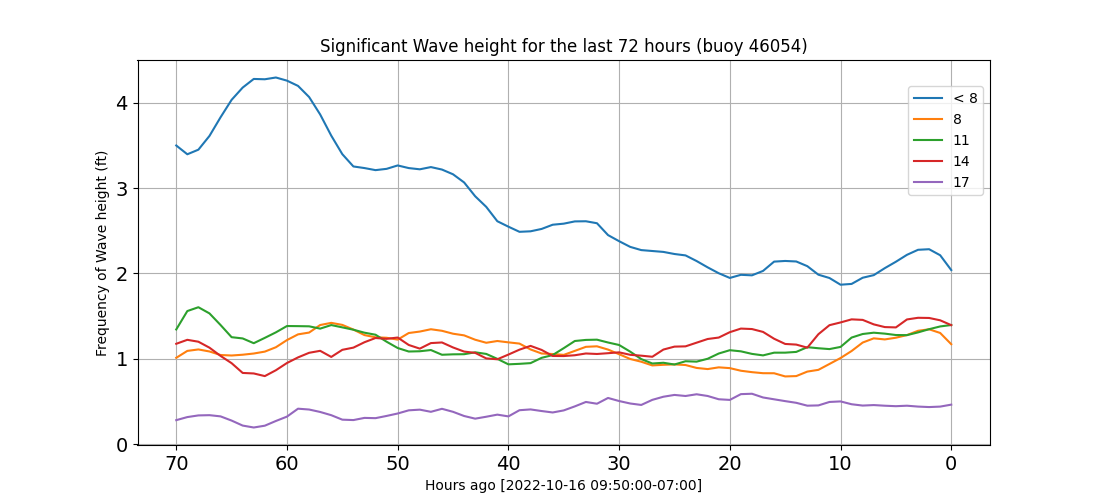 Significant Wave height for the last 72 hours (buoy 46054)
Frequency of Wave height (ft)
4
3
2
1
0
< 8
8
11
14
17
70 60 50 40 30 20 10 0
Hours ago [2022-10-16 09:50:00-07:00]